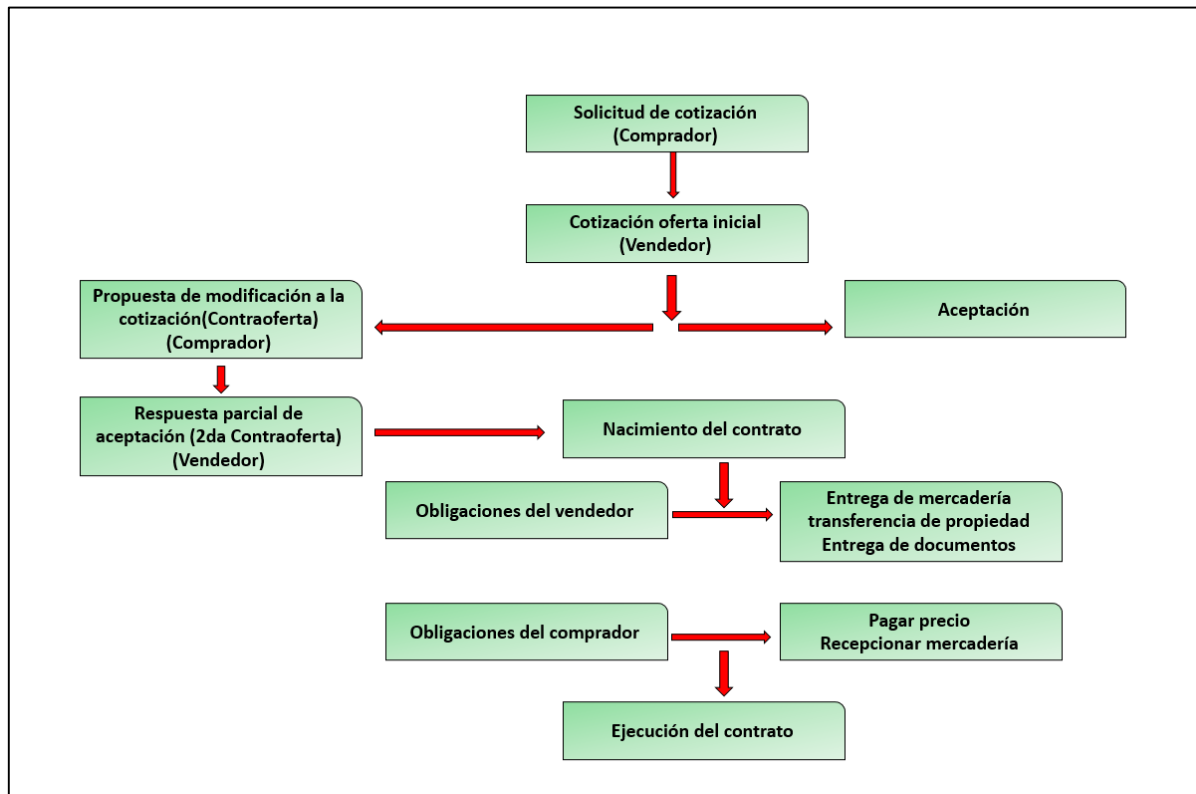 Solicitud de cotización
(Comprador)
Cotización oferta inicial
(Vendedor)
Propuesta de modificación a la
cotización(Contraoferta)
(Comprador)
Aceptación
Respuesta parcial de
aceptación (2da Contraoferta)
(Vendedor)
Nacimiento del contrato
Obligaciones del vendedor
Entrega de mercadería
transferencia de propiedad
Entrega de documentos
Obligaciones del comprador
Pagar precio
Recepcionar mercadería
Ejecución del contrato